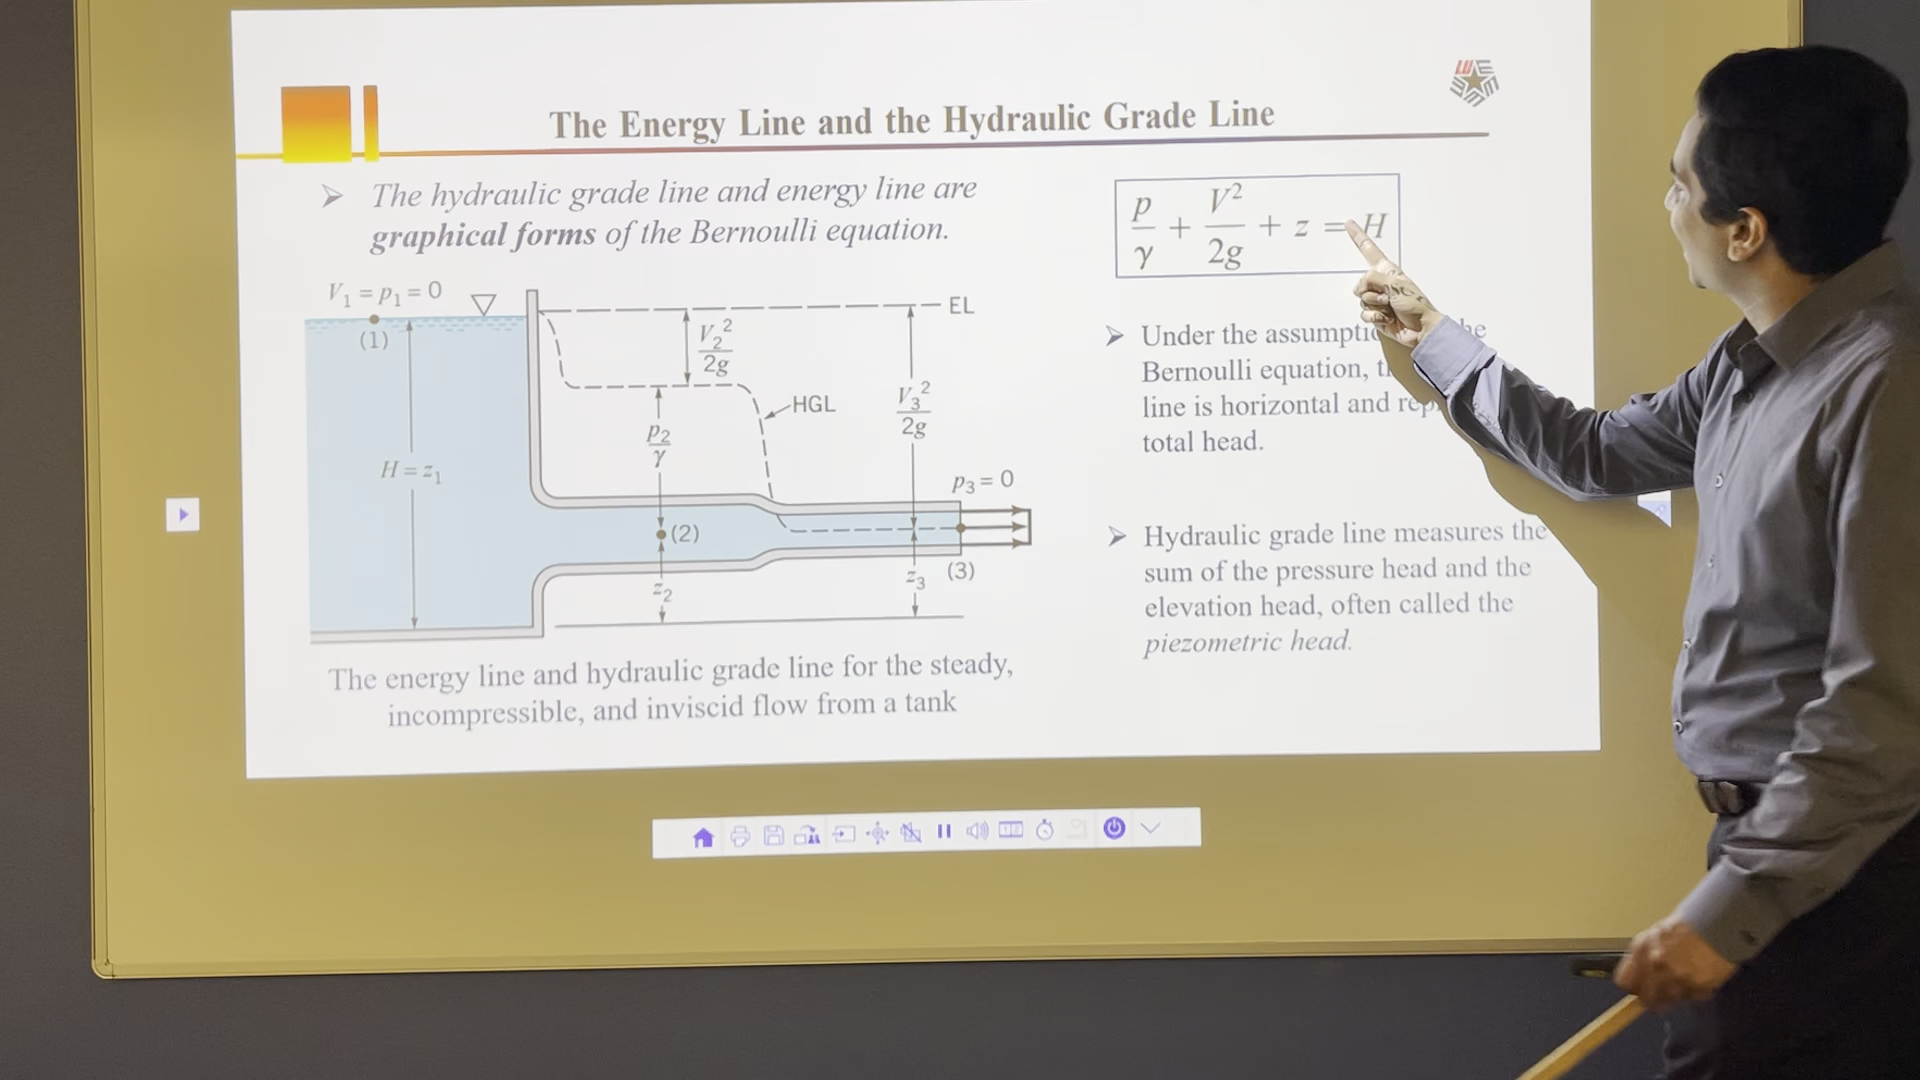 The Energy Line and the Hydraulic Grade Line
➢ The hydraulic grade line and energy line are
graphical forms of the Bernoulli equation.
p/γ + V²/2g + z = H
V₁ = p₁ = 0
(1)
H = z₁
EL
V₂²/2g
HGL
V₃²/2g
p₂/γ
p₃ = 0
(2)
z₂
z₃
(3)
The energy line and hydraulic grade line for the steady,
incompressible, and inviscid flow from a tank
➢ Under the assumptio
Bernoulli equation, t
line is horizontal and rep
total head.
➢ Hydraulic grade line measures the
sum of the pressure head and the
elevation head, often called the
piezometric head.